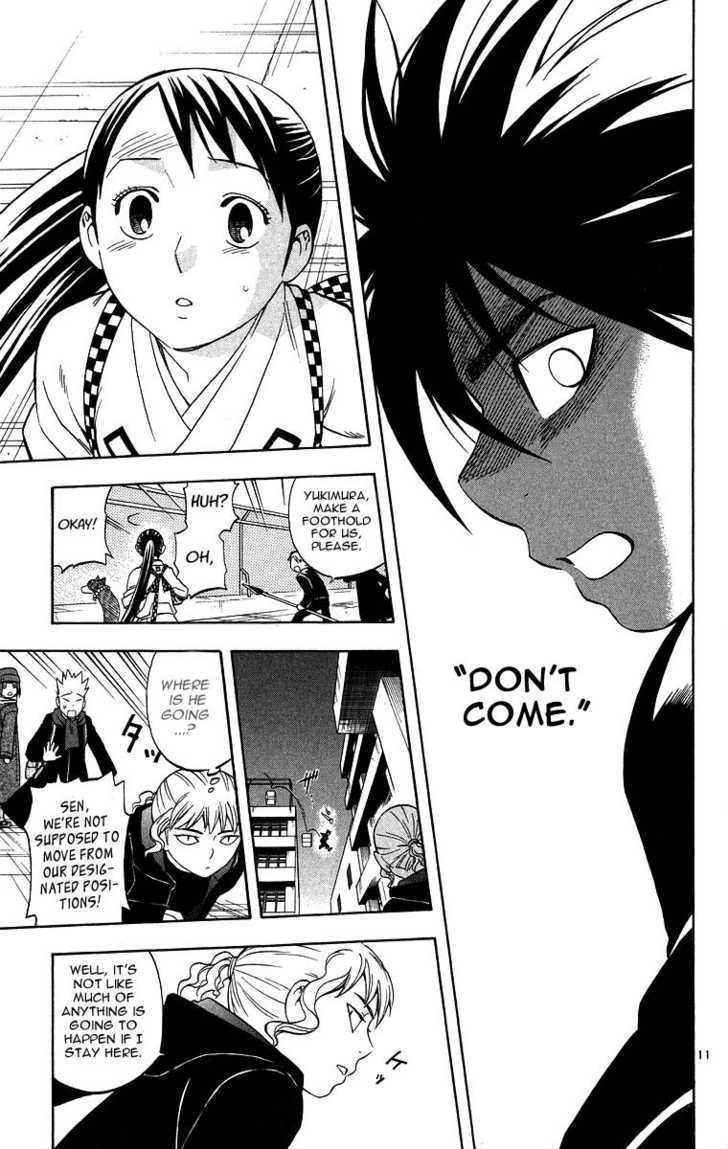 "DON'T
COME."
YUKIMURA,
MAKE A
FOOTHOLD
FOR US,
PLEASE.
HUH?
OH,
OKAY!
WHERE
IS HE
GOING
...?
ダッ
SEN,
WE'RE NOT
SUPPOSED TO
MOVE FROM
OUR DESIG-
NATED POSI-
TIONS!
WELL, IT'S
NOT LIKE
MUCH OF
ANYTHING IS
GOING TO
HAPPEN IF I
STAY HERE.
11